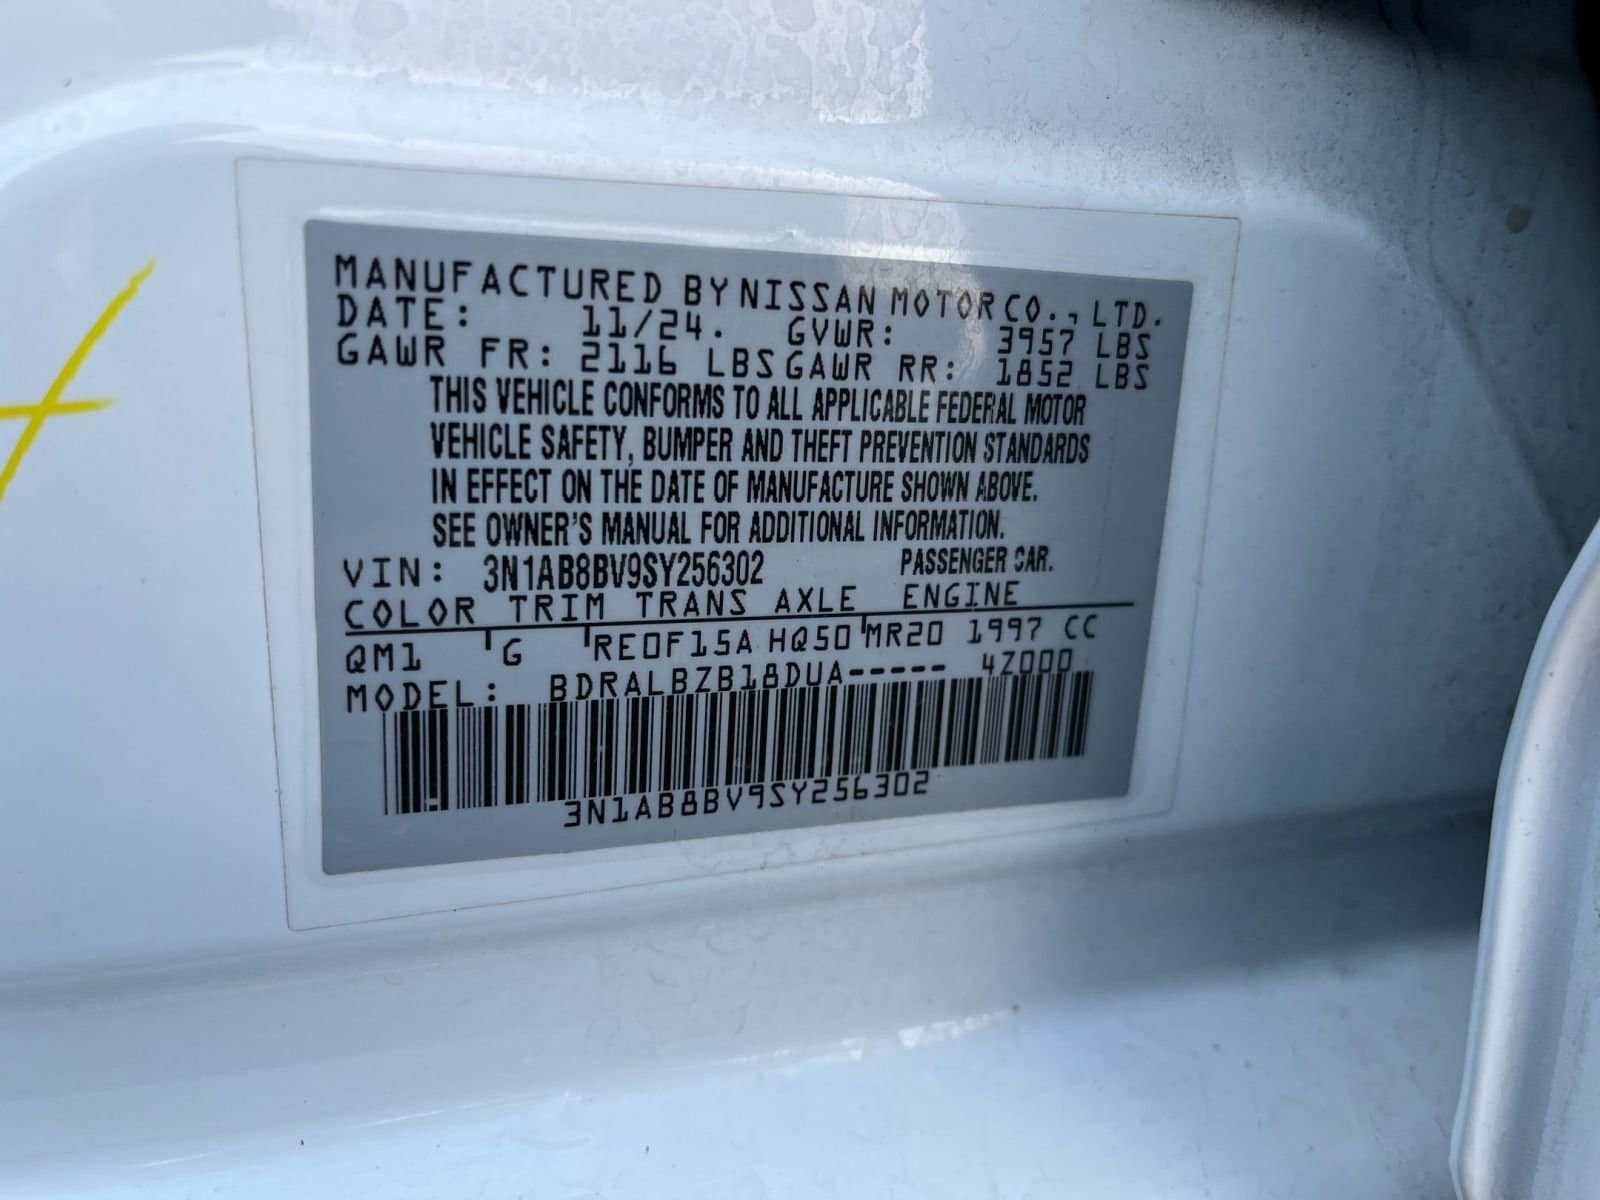 MANUFACTURED BY NISSAN MOTOR CO., LTD.
DATE: 11/24. GVWR: 3957 LBS
GAWR FR: 2116 LBS GAWR RR: 1852 LBS
THIS VEHICLE CONFORMS TO ALL APPLICABLE FEDERAL MOTOR
VEHICLE SAFETY, BUMPER AND THEFT PREVENTION STANDARDS
IN EFFECT ON THE DATE OF MANUFACTURE SHOWN ABOVE.
SEE OWNER'S MANUAL FOR ADDITIONAL INFORMATION.
VIN: 3N1AB8BV9SY256302 PASSENGER CAR.
COLOR TRIM TRANS AXLE ENGINE
QM1 G RE0F15A HQ50 MR20 1997 CC
MODEL: BDRALBZB18DUA----- 4Z000
3N1AB8BV9SY256302